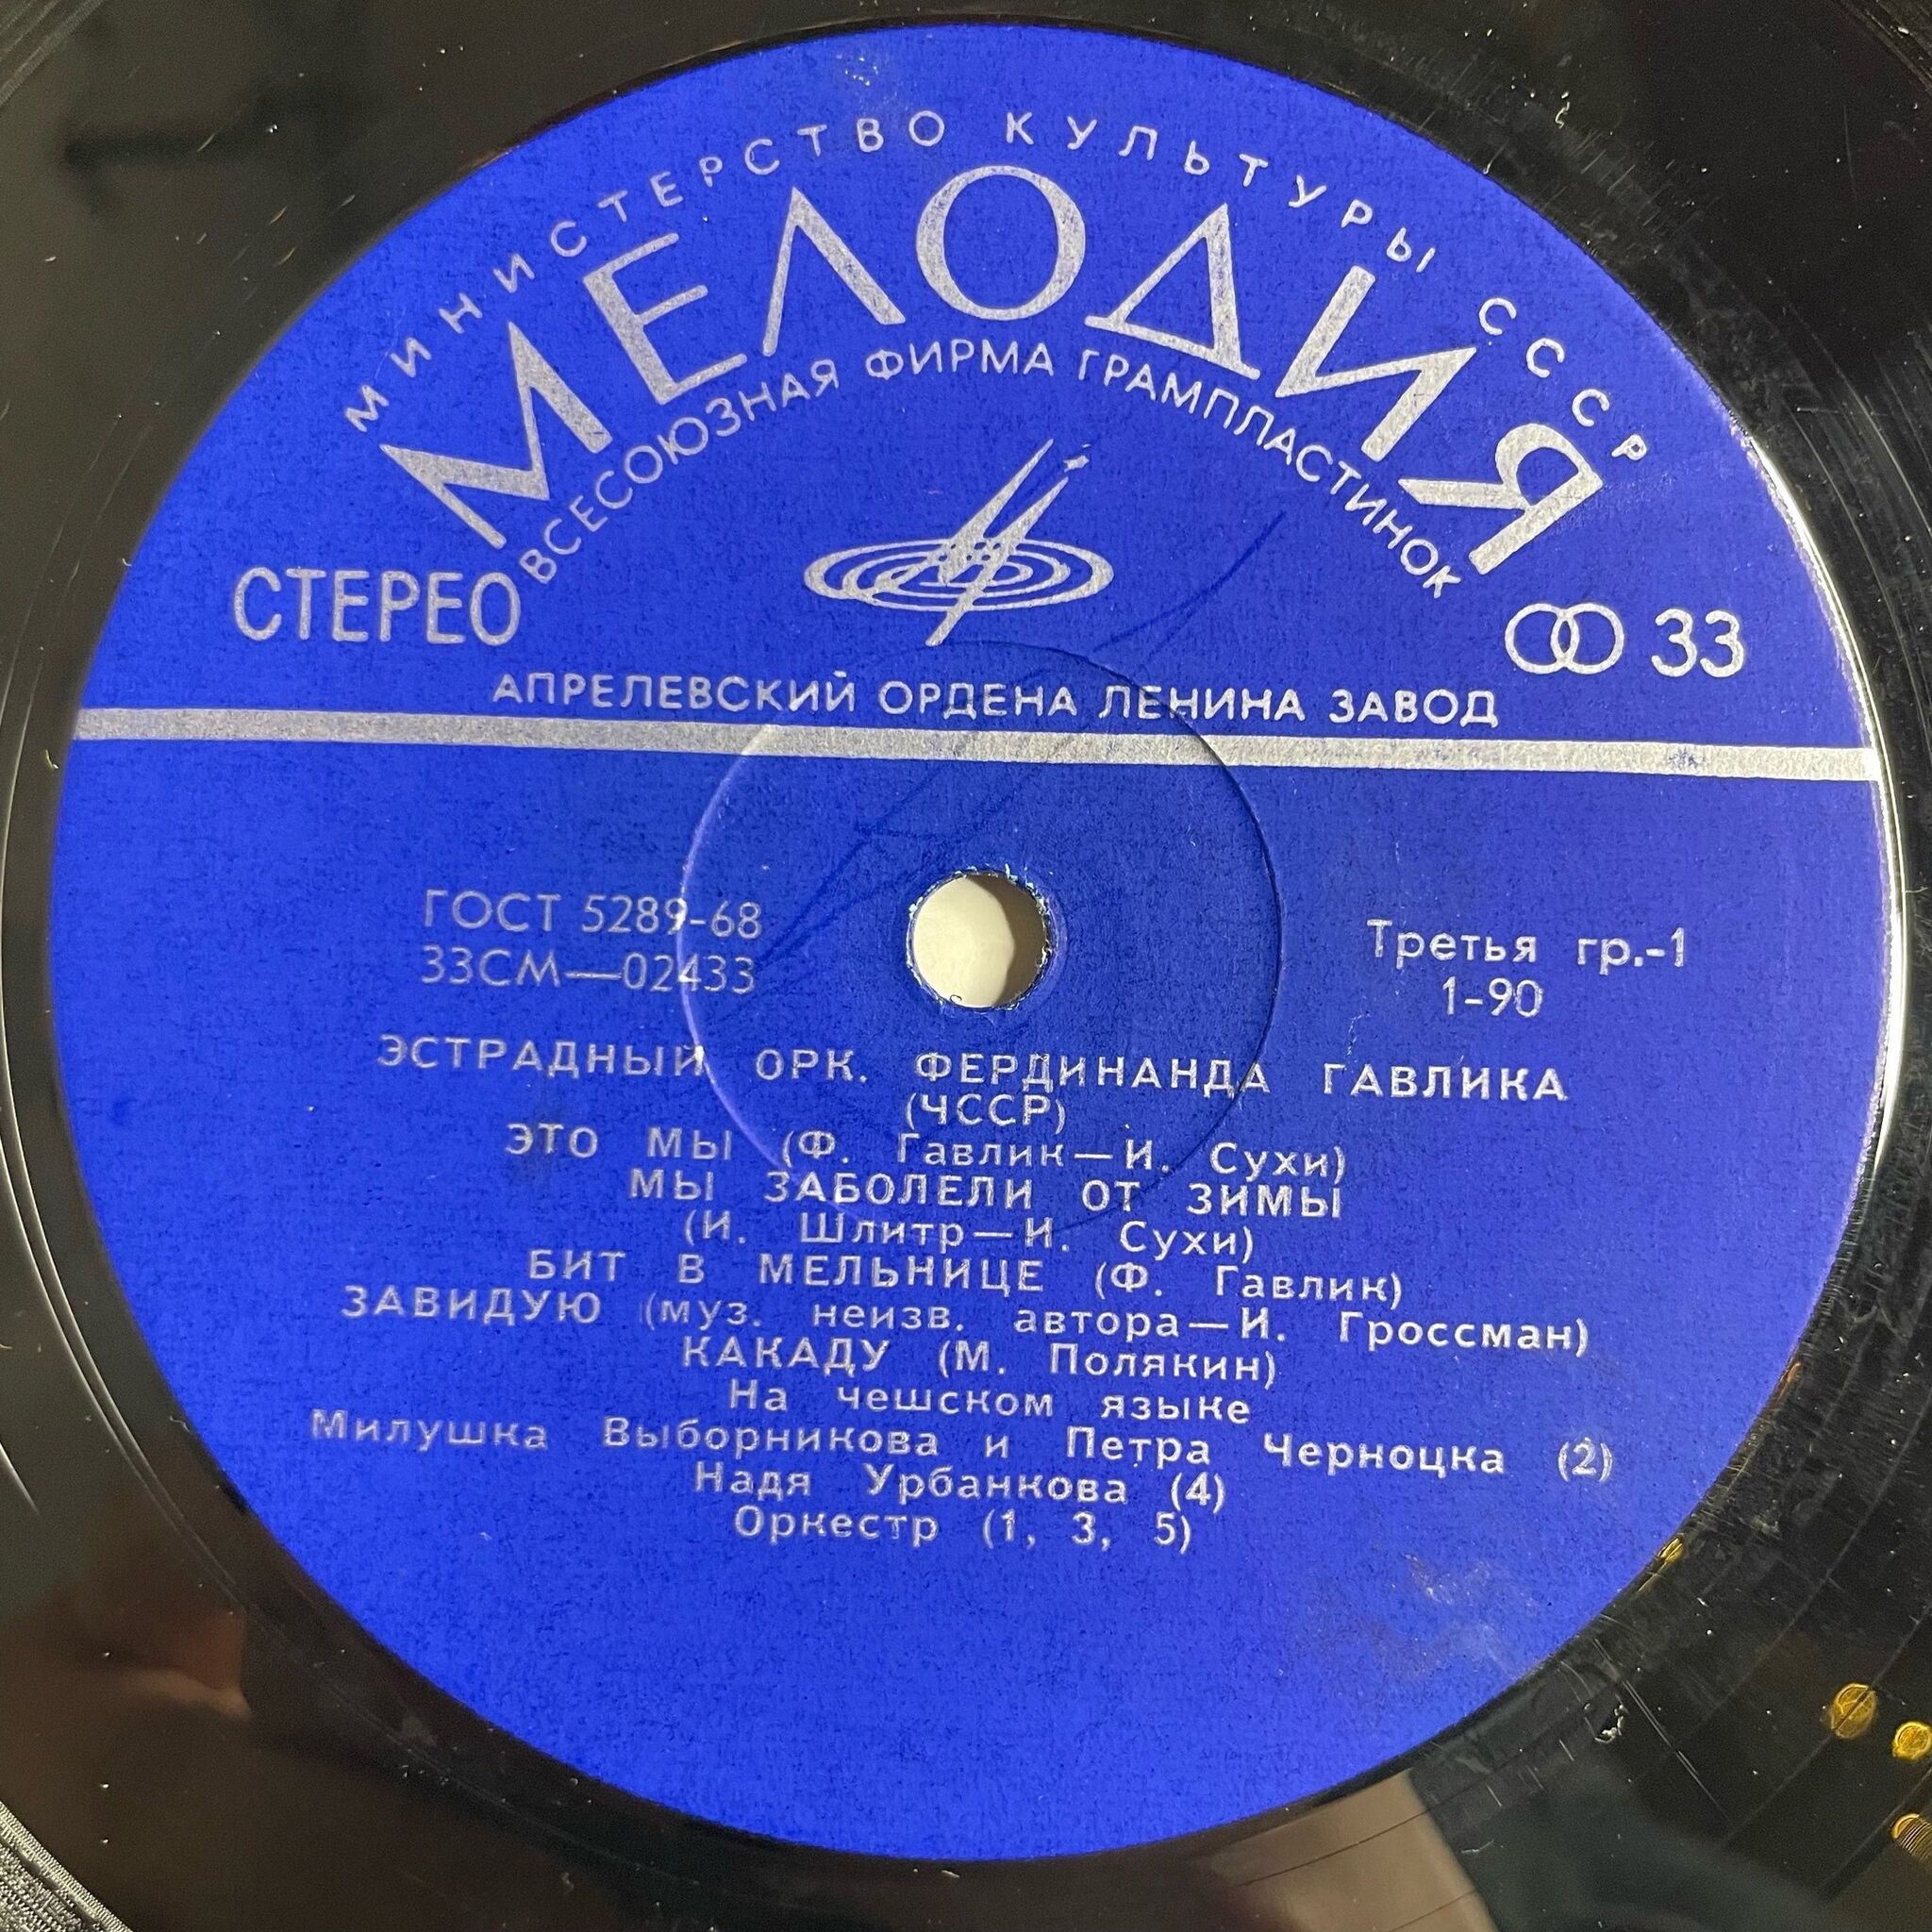 МИНИСТЕРСТВО КУЛЬТУРЫ СССР
МЕЛОДИЯ
ВСЕСОЮЗНАЯ ФИРМА ГРАМПЛАСТИНОК
СТЕРЕО
33
АПРЕЛЕВСКИЙ ОРДЕНА ЛЕНИНА ЗАВОД
ГОСТ 5289-68
33СМ—02433
Третья гр.-1
1-90
ЭСТРАДНЫЙ ОРК. ФЕРДИНАНДА ГАВЛИКА
(ЧССР)
ЭТО МЫ (Ф. Гавлик—И. Сухи)
МЫ ЗАБОЛЕЛИ ОТ ЗИМЫ
(И. Шлитр—И. Сухи)
БИТ В МЕЛЬНИЦЕ (Ф. Гавлик)
ЗАВИДУЮ (муз. неизв. автора—И. Гроссман)
КАКАДУ (М. Полякин)
На чешском языке
Милушка Выборникова и Петра Черноцка (2)
Надя Урбанкова (4)
Оркестр (1, 3, 5)